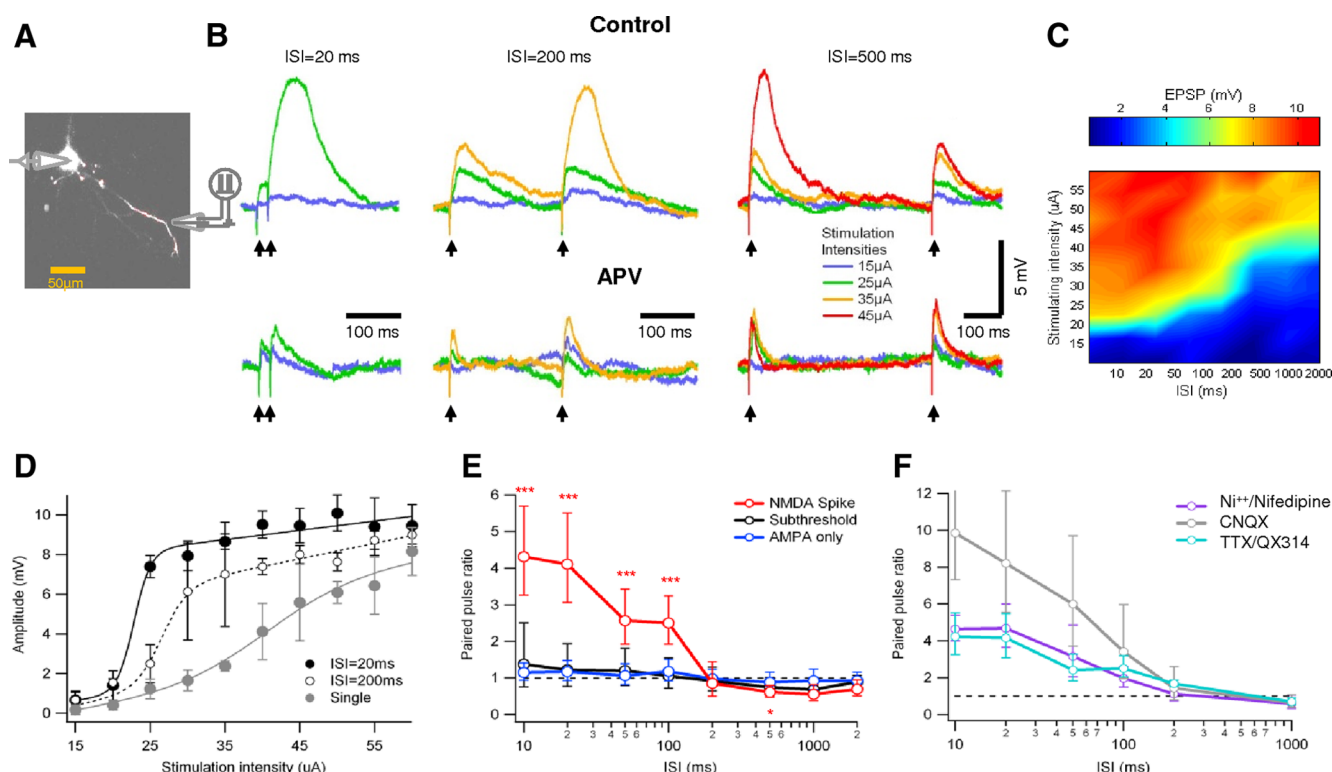 A
B
Control
C
ISI=20 ms
ISI=200 ms
ISI=500 ms
EPSP (mV)
2 4 6 8 10
50µm
Stimulation
Intensities
15µA
25µA
35µA
45µA
5 mV
APV
100 ms
100 ms
100 ms
Stimulating intensity (uA)
55
50
45
40
35
30
25
20
15
5 10 20 50 100 200 500 1000 2000
ISI (ms)
D
Amplitude (mV)
10
8
6
4
2
0
ISI=20ms
ISI=200ms
Single
15 25 35 45 55
Stimulation intensity (uA)
E
Paired pulse ratio
6
5
4
3
2
1
0
*** *** *** ***
*
NMDA Spike
Subthreshold
AMPA only
10 2 3 4 5 6 100 2 3 4 5 6 1000 2
ISI (ms)
F
Paired pulse ratio
12
10
8
6
4
2
0
Ni⁺⁺/Nifedipine
CNQX
TTX/QX314
10 2 3 4 5 6 7 100 2 3 4 5 6 7 1000
ISI (ms)